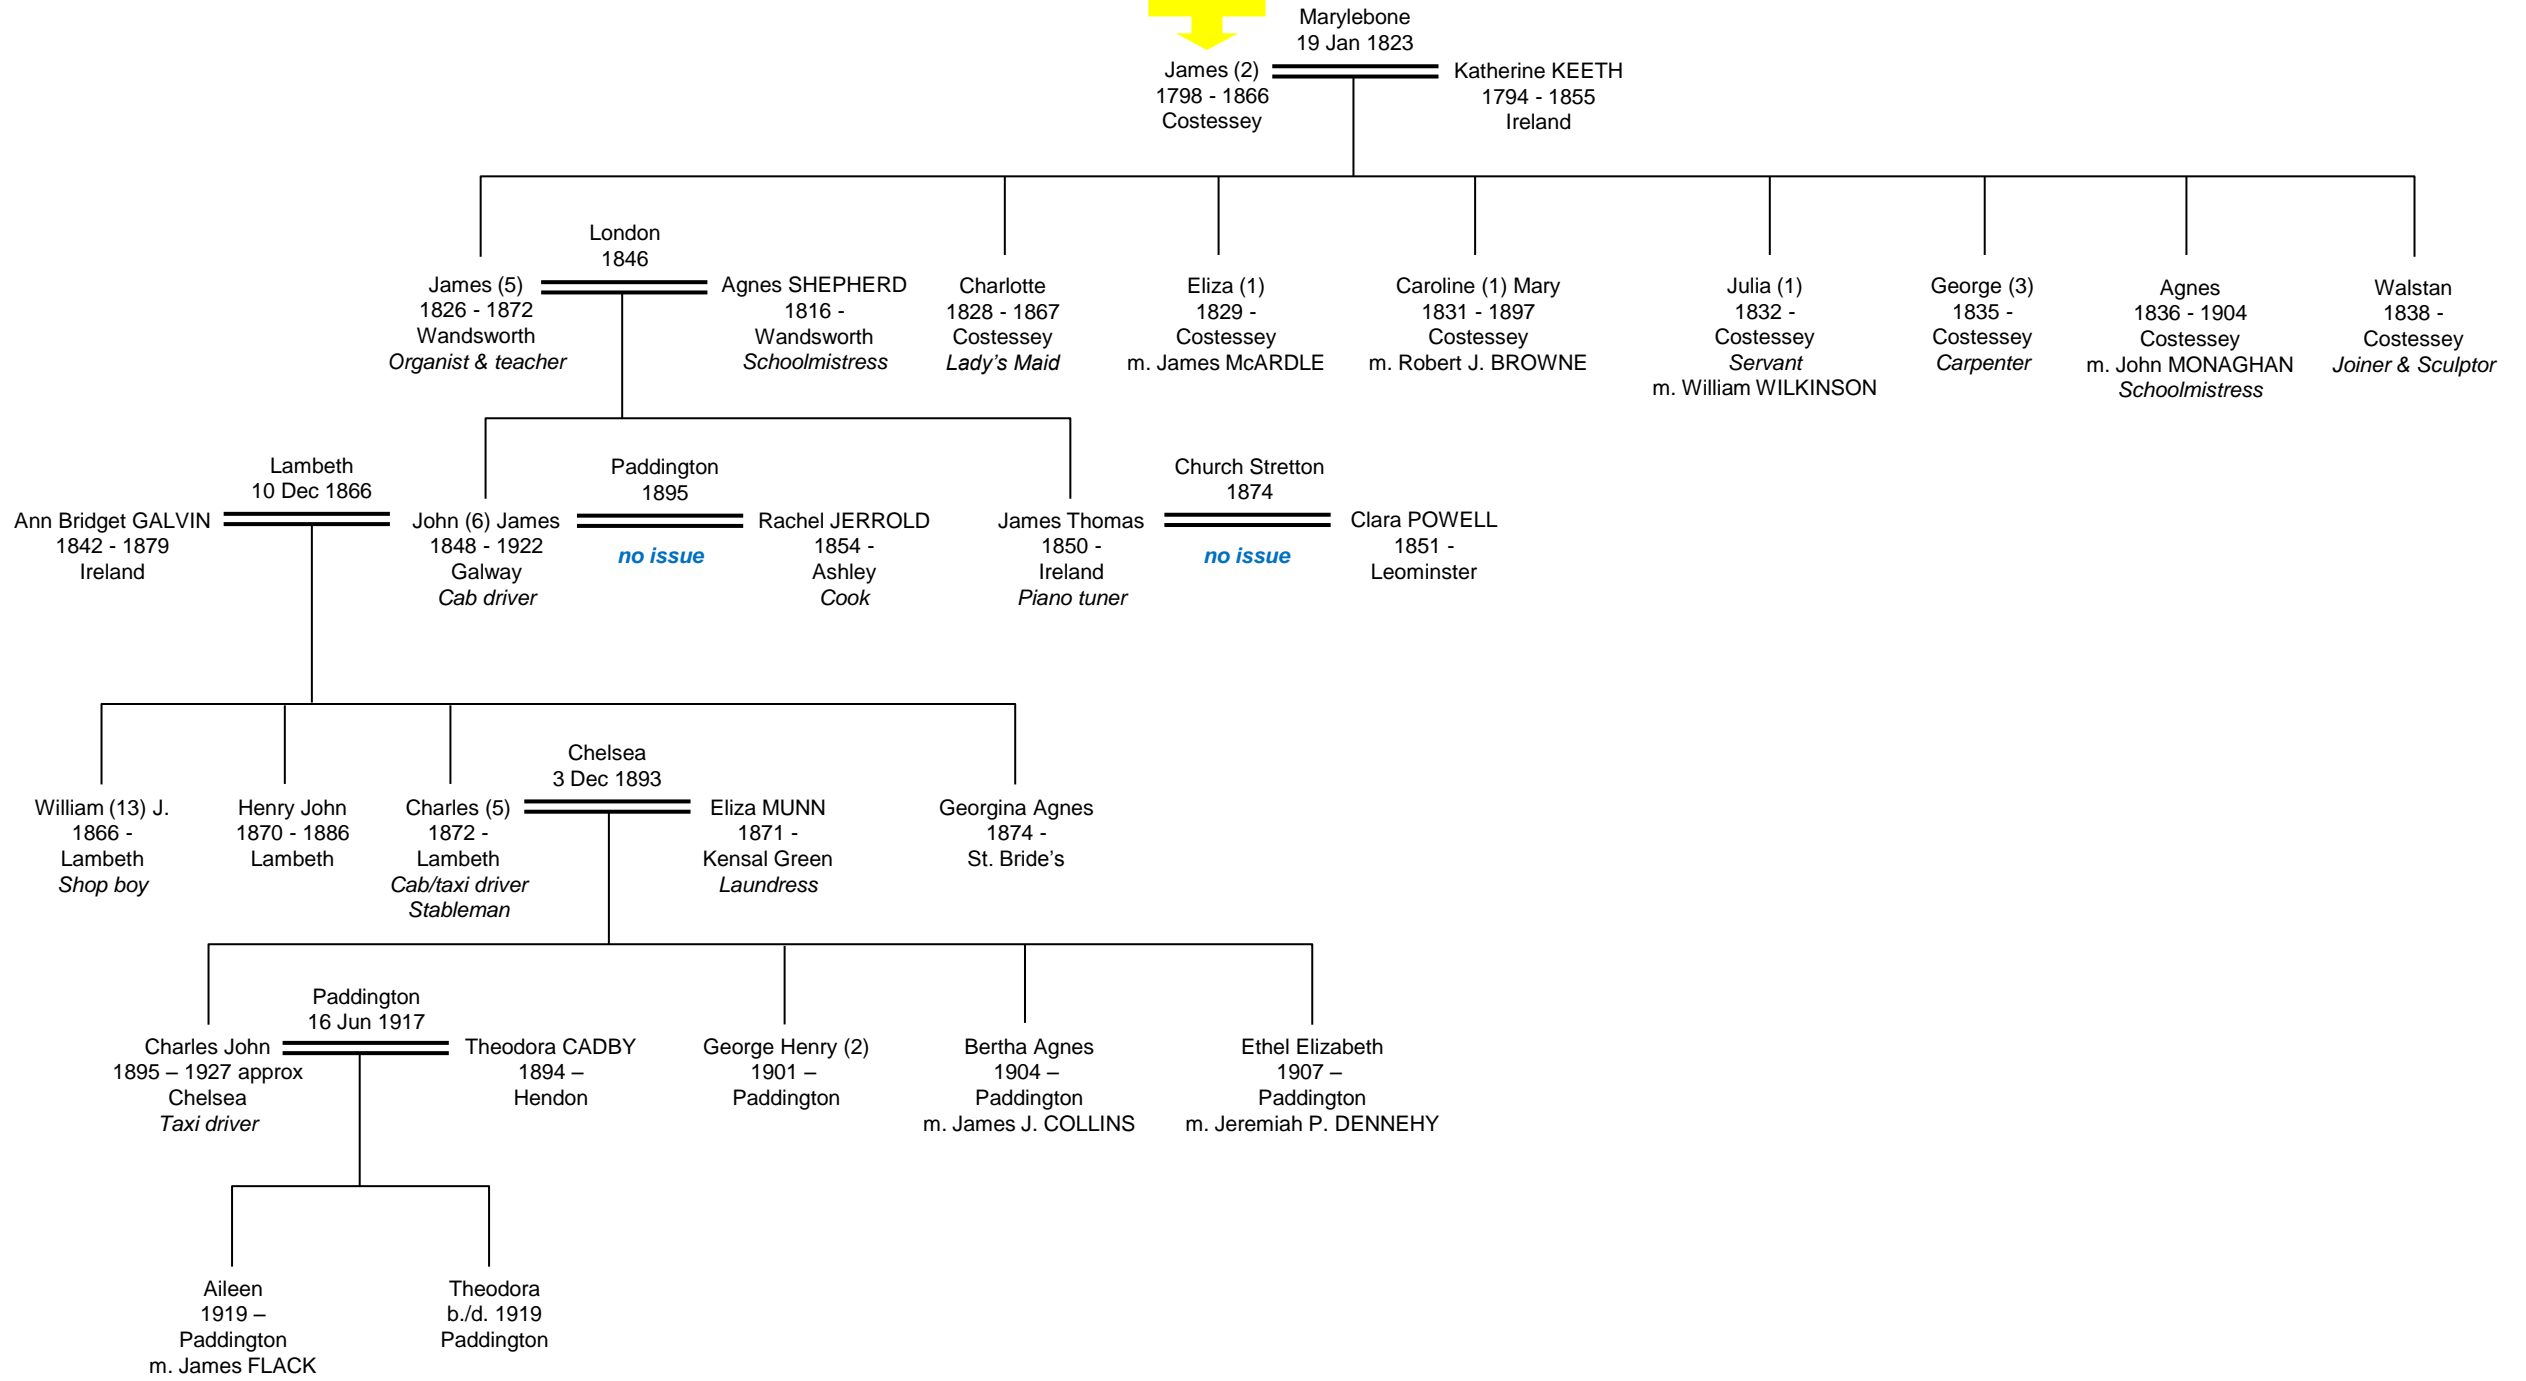 Marylebone
19 Jan 1823
James (2)
1798 - 1866
Costessey
Katherine KEETH
1794 - 1855
Ireland
London
1846
James (5)
1826 - 1872
Wandsworth
Organist & teacher
Agnes SHEPHERD
1816 -
Wandsworth
Schoolmistress
Charlotte
1828 - 1867
Costessey
Lady’s Maid
Eliza (1)
1829 -
Costessey
m. James McARDLE
Caroline (1) Mary
1831 - 1897
Costessey
m. Robert J. BROWNE
Julia (1)
1832 -
Costessey
Servant
m. William WILKINSON
George (3)
1835 -
Costessey
Carpenter
Agnes
1836 - 1904
Costessey
m. John MONAGHAN
Schoolmistress
Walstan
1838 -
Costessey
Joiner & Sculptor
Lambeth
10 Dec 1866
Ann Bridget GALVIN
1842 - 1879
Ireland
John (6) James
1848 - 1922
Galway
Cab driver
Paddington
1895
no issue
Rachel JERROLD
1854 -
Ashley
Cook
James Thomas
1850 -
Ireland
Piano tuner
Church Stretton
1874
no issue
Clara POWELL
1851 -
Leominster
William (13) J.
1866 -
Lambeth
Shop boy
Henry John
1870 - 1886
Lambeth
Charles (5)
1872 -
Lambeth
Cab/taxi driver
Stableman
Chelsea
3 Dec 1893
Eliza MUNN
1871 -
Kensal Green
Laundress
Georgina Agnes
1874 -
St. Bride’s
Charles John
1895 – 1927 approx
Chelsea
Taxi driver
Paddington
16 Jun 1917
Theodora CADBY
1894 –
Hendon
George Henry (2)
1901 –
Paddington
Bertha Agnes
1904 –
Paddington
m. James J. COLLINS
Ethel Elizabeth
1907 –
Paddington
m. Jeremiah P. DENNEHY
Aileen
1919 –
Paddington
m. James FLACK
Theodora
b./d. 1919
Paddington